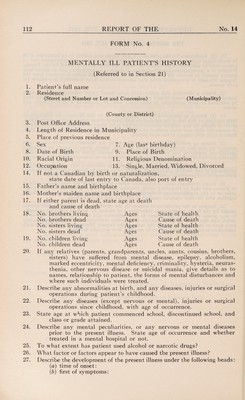 112 REPORT OF THE No. 14
FORM No. 4
MENTALLY ILL PATIENT'S HISTORY
(Referred to in Section 21)
1. Patient's full name
2. Residence
(Street and Number or Lot and Concession) (Municipality)
(County or District)
3. Post Office Address
4. Length of Residence in Municipality
5. Place of previous residence
6. Sex 7. Age (last birthday)
8. Date of Birth 9. Place of Birth
10. Racial Origin 11. Religious Denomination
12. Occupation 13. Single, Married, Widowed, Divorced
14. If not a Canadian by birth or naturalization,
state date of last entry to Canada, also port of entry
15. Father's name and birthplace
16. Mother's maiden name and birthplace
17. If either parent is dead, state age at death
and cause of death
18. No. brothers living Ages State of health
No. brothers dead Ages Cause of death
No. sisters living Ages State of health
No. sisters dead Ages Cause of death
19. No. children living Ages State of health
No. children dead Ages Cause of death
20. If any relatives (parents, grandparents, uncles, aunts, cousins, brothers,
sisters) have suffered from mental disease, epilepsy, alcoholism,
marked eccentricity, mental deficiency, criminality, hysteria, neuras-
thenia, other nervous disease or suicidal mania, give details as to
names, relationship to patient, the forms of mental disturbances and
where such individuals were treated.
21. Describe any abnormalities at birth, and any diseases, injuries or surgical
operations during patient's childhood.
22. Describe any diseases (except nervous or mental), injuries or surgical
operations since childhood, with age of occurrence.
23. State age at which patient commenced school, discontinued school, and
class or grade attained.
24. Describe any mental peculiarities, or any nervous or mental diseases
prior to the present illness. State age of occurrence and whether
treated in a mental hospital or not.
25. To what extent has patient used alcohol or narcotic drugs?
26. What factor or factors appear to have caused the present illness?
27. Describe the development of the present illness under the following heads:
(a) time of onset:
(b) first of symptoms: